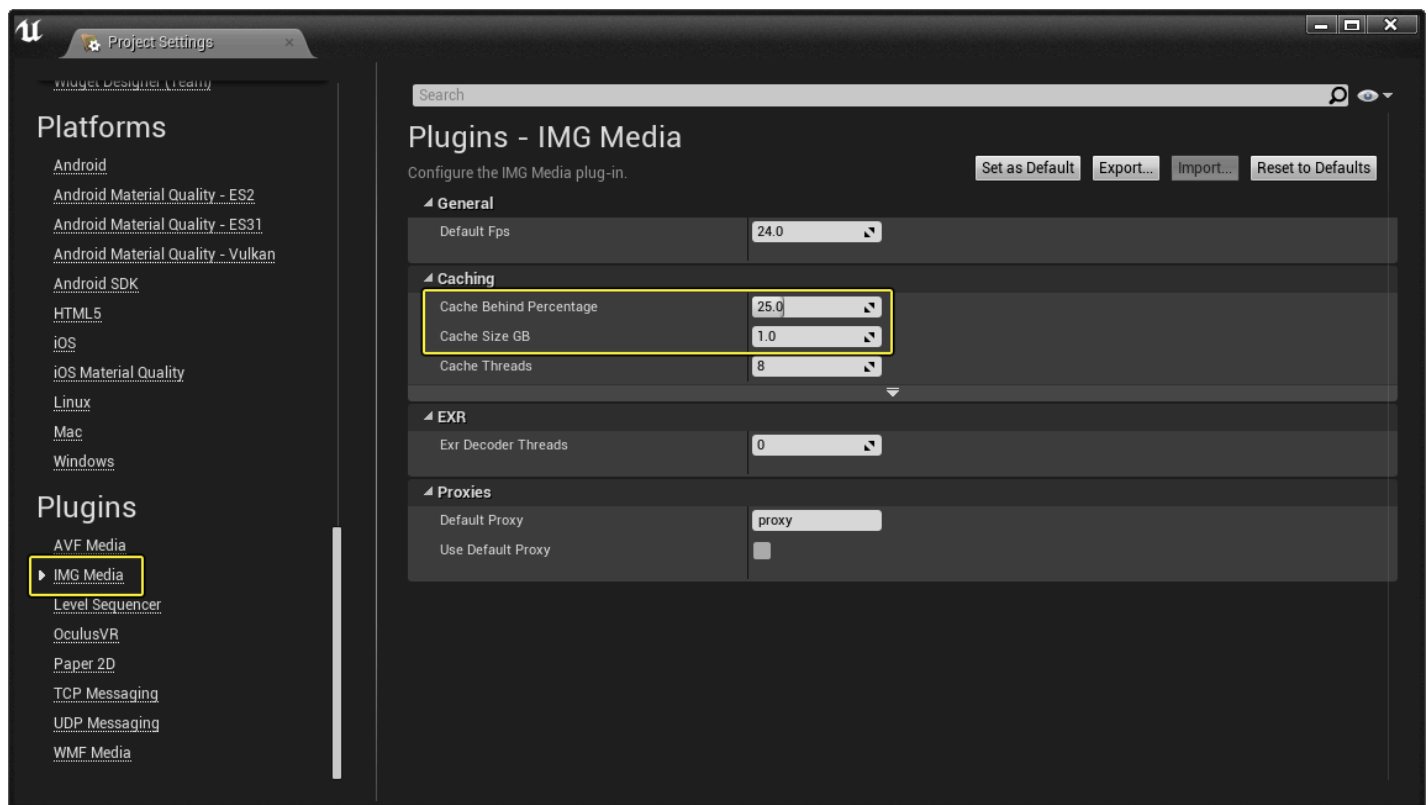 Project Settings
Widget Designer (Team)
Platforms
Android
Android Material Quality - ES2
Android Material Quality - ES31
Android Material Quality - Vulkan
Android SDK
HTML5
iOS
iOS Material Quality
Linux
Mac
Windows
Plugins
AVF Media
IMG Media
Level Sequencer
OculusVR
Paper 2D
TCP Messaging
UDP Messaging
WMF Media
Search
Plugins - IMG Media
Configure the IMG Media plug-in.
Set as Default Export... Import... Reset to Defaults
General
Default Fps 24.0
Caching
Cache Behind Percentage 25.0
Cache Size GB 1.0
Cache Threads 8
EXR
Exr Decoder Threads 0
Proxies
Default Proxy proxy
Use Default Proxy